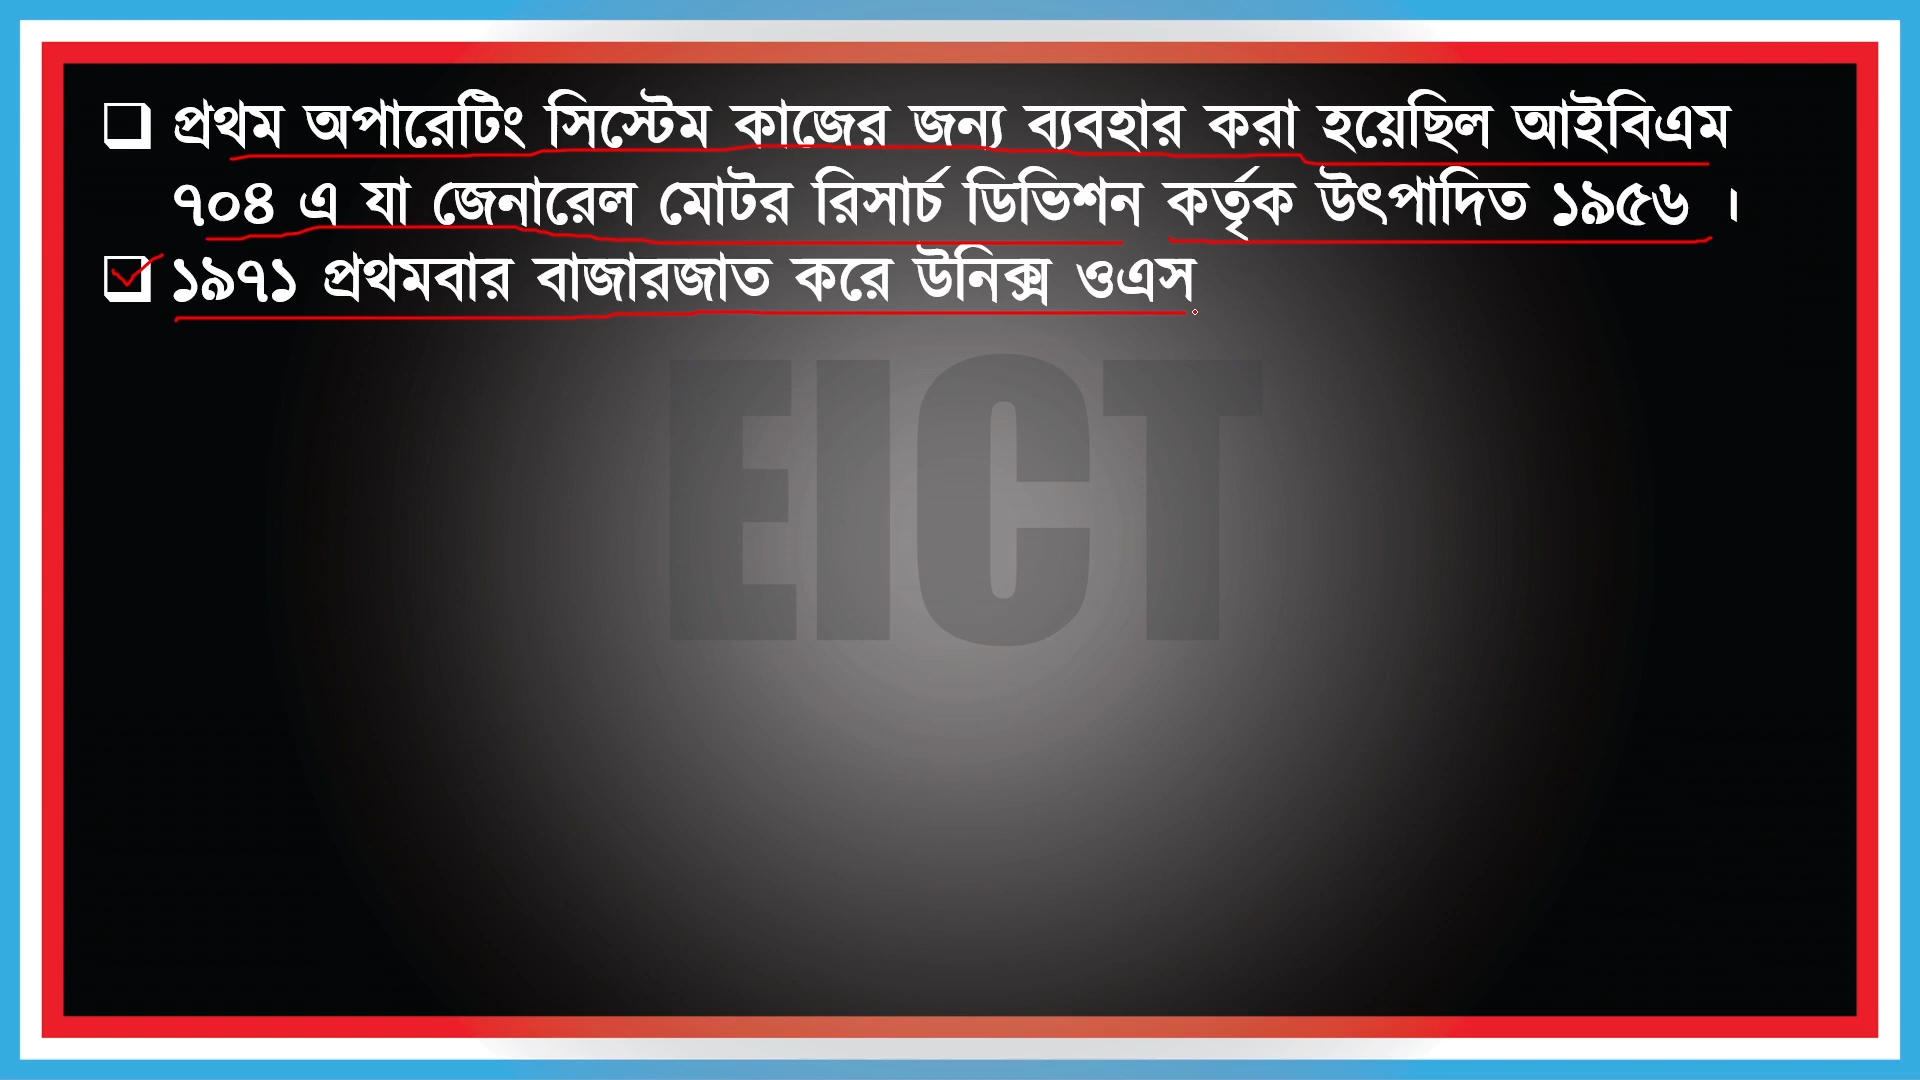 প্রথম অপারেটিং সিস্টেম কাজের জন্য ব্যবহার করা হয়েছিল আইবিএম
৭০৪ এ যা জেনারেল মোটর রিসার্চ ডিভিশন কর্তৃক উৎপাদিত ১৯৫৬ ।
১৯৭১ প্রথমবার বাজারজাত করে উনিক্স ওএস
EICT